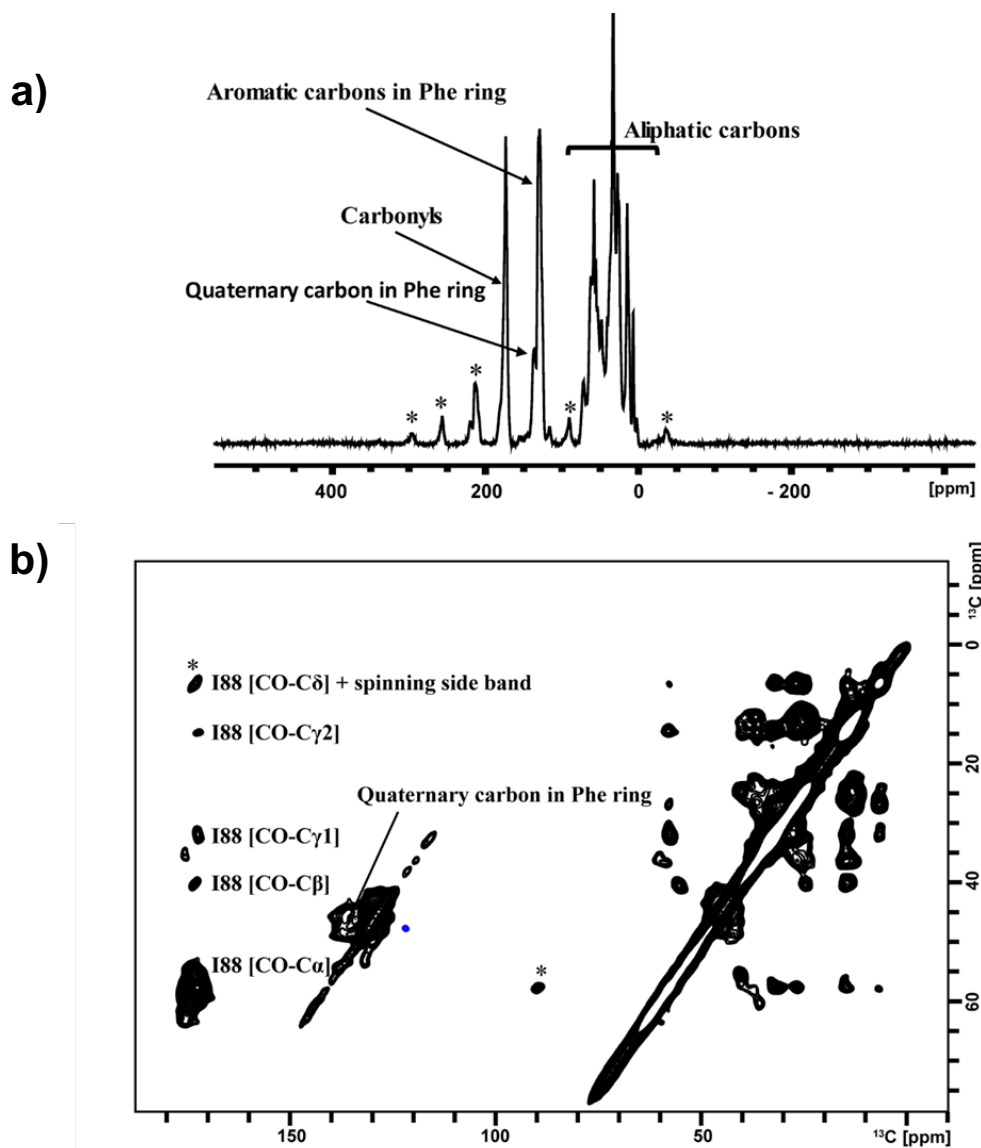 a)
Aromatic carbons in Phe ring
Aliphatic carbons
Carbonyls
Quaternary carbon in Phe ring
* * * * *
400 200 0 - 200 [ppm]
b)
¹³C [ppm]
0
*
I88 [CO-Cδ] + spinning side band
I88 [CO-Cγ2]
20
Quaternary carbon in Phe ring
I88 [CO-Cγ1]
I88 [CO-Cβ]
40
I88 [CO-Cα]
*
60
150 100 50 ¹³C [ppm]